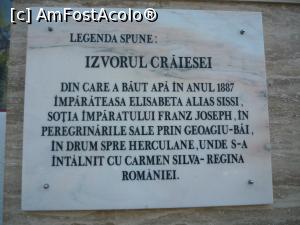 [c] AmFostAcolo®
LEGENDA SPUNE:
IZVORUL CRĂIESEI
DIN CARE A BĂUT APĂ ÎN ANUL 1887
ÎMPĂRĂTEASA ELISABETA ALIAS SISSI,
SOȚIA ÎMPĂRATULUI FRANZ JOSEPH, ÎN
PEREGRINĂRILE SALE PRIN GEOAGIU-BĂI,
ÎN DRUM SPRE HERCULANE, UNDE S-A
ÎNTÂLNIT CU CARMEN SILVA-REGINA
ROMÂNIEI.